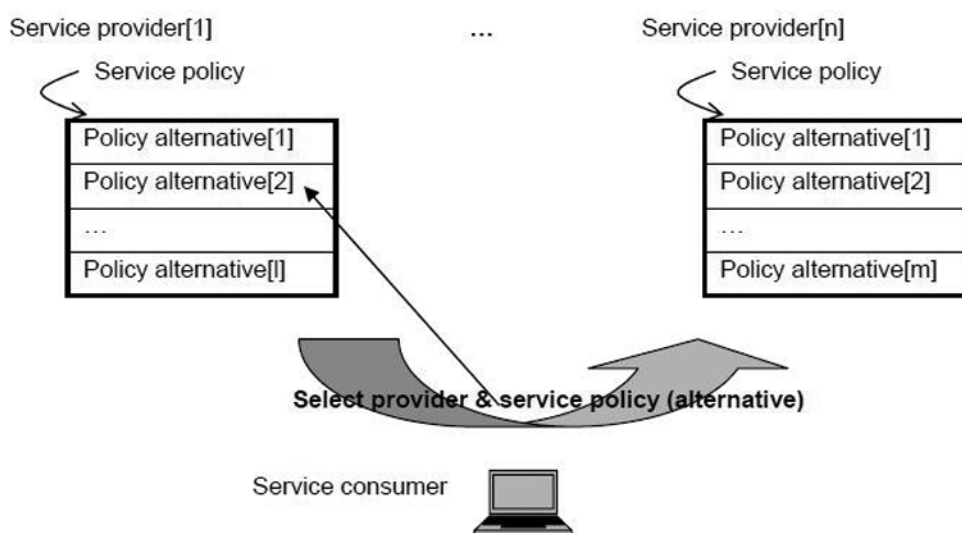 Service provider[1] ... Service provider[n]
Service policy Service policy
Policy alternative[1]
Policy alternative[2]
...
Policy alternative[l]
Policy alternative[1]
Policy alternative[2]
...
Policy alternative[m]
Select provider & service policy (alternative)
Service consumer